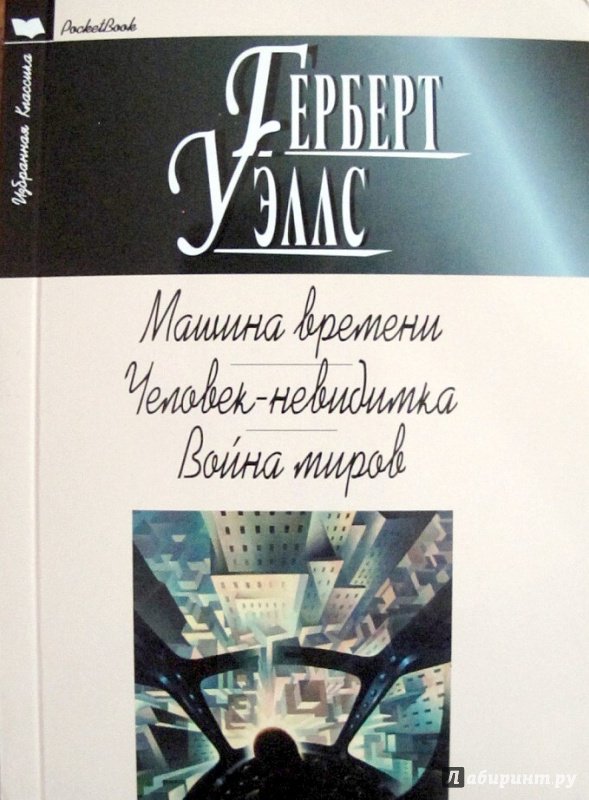 PocketBook
Избранная Классика
Герберт
Уэллс
Машина времени
Человек-невидимка
Война миров
Лабиринт.ру